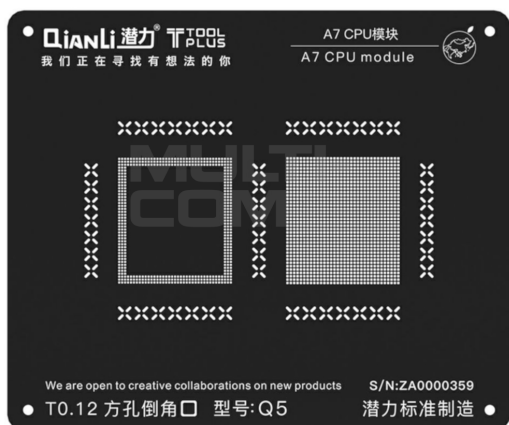 QIANLI 潜力® TOOL PLUS
我们正在寻找有想法的你
A7 CPU模块
A7 CPU module
MULTI
COM
We are open to creative collaborations on new products
S/N:ZA0000359
T0.12 方孔倒角口 型号:Q5
潜力标准制造